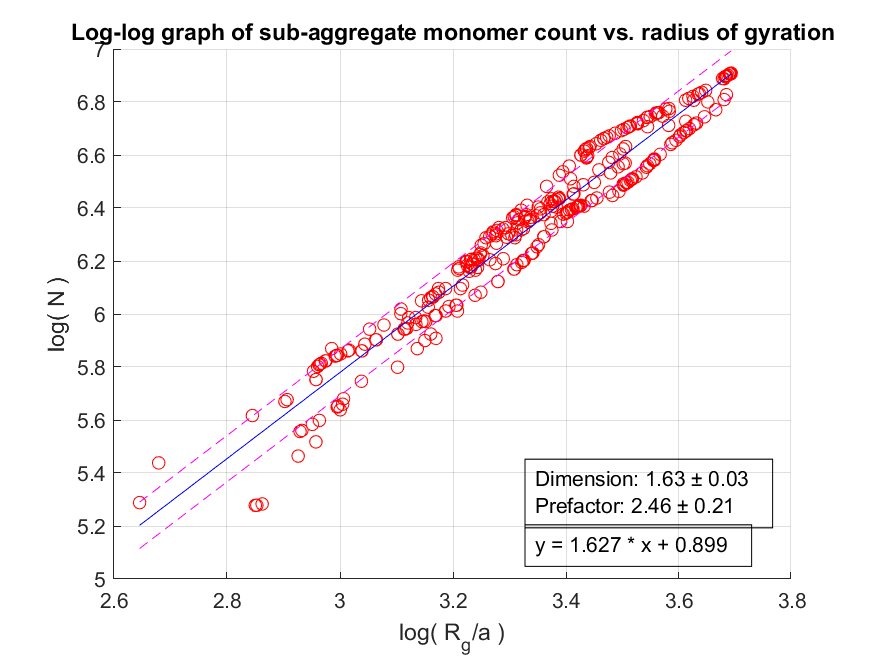 Log-log graph of sub-aggregate monomer count vs. radius of gyration
7
6.8
6.6
6.4
6.2
6
5.8
5.6
5.4
5.2
5
log( N )
Dimension: 1.63 ± 0.03
Prefactor: 2.46 ± 0.21
y = 1.627 * x + 0.899
2.6 2.8 3 3.2 3.4 3.6 3.8
log( Rg/a )